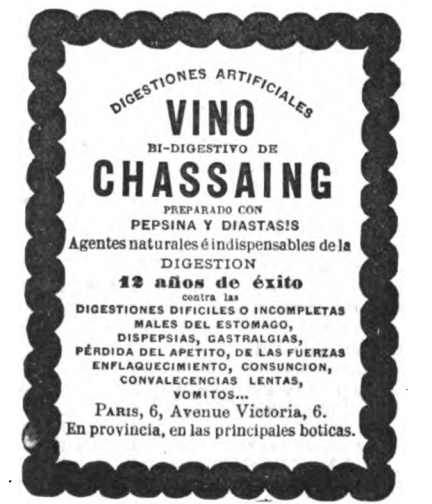 DIGESTIONES ARTIFICIALES
VINO
BI-DIGESTIVO DE
CHASSAING
PREPARADO CON
PEPSINA Y DIASTASIS
Agentes naturales é indispensables de la
DIGESTION
12 años de éxito
contra las
DIGESTIONES DIFICILES O INCOMPLETAS
MALES DEL ESTOMAGO,
DISPEPSIAS, GASTRALGIAS,
PÉRDIDA DEL APETITO, DE LAS FUERZAS
ENFLAQUECIMIENTO, CONSUNCION,
CONVALECENCIAS LENTAS,
VOMITOS...
PARIS, 6, Avenue Victoria, 6.
En provincia, en las principales boticas.